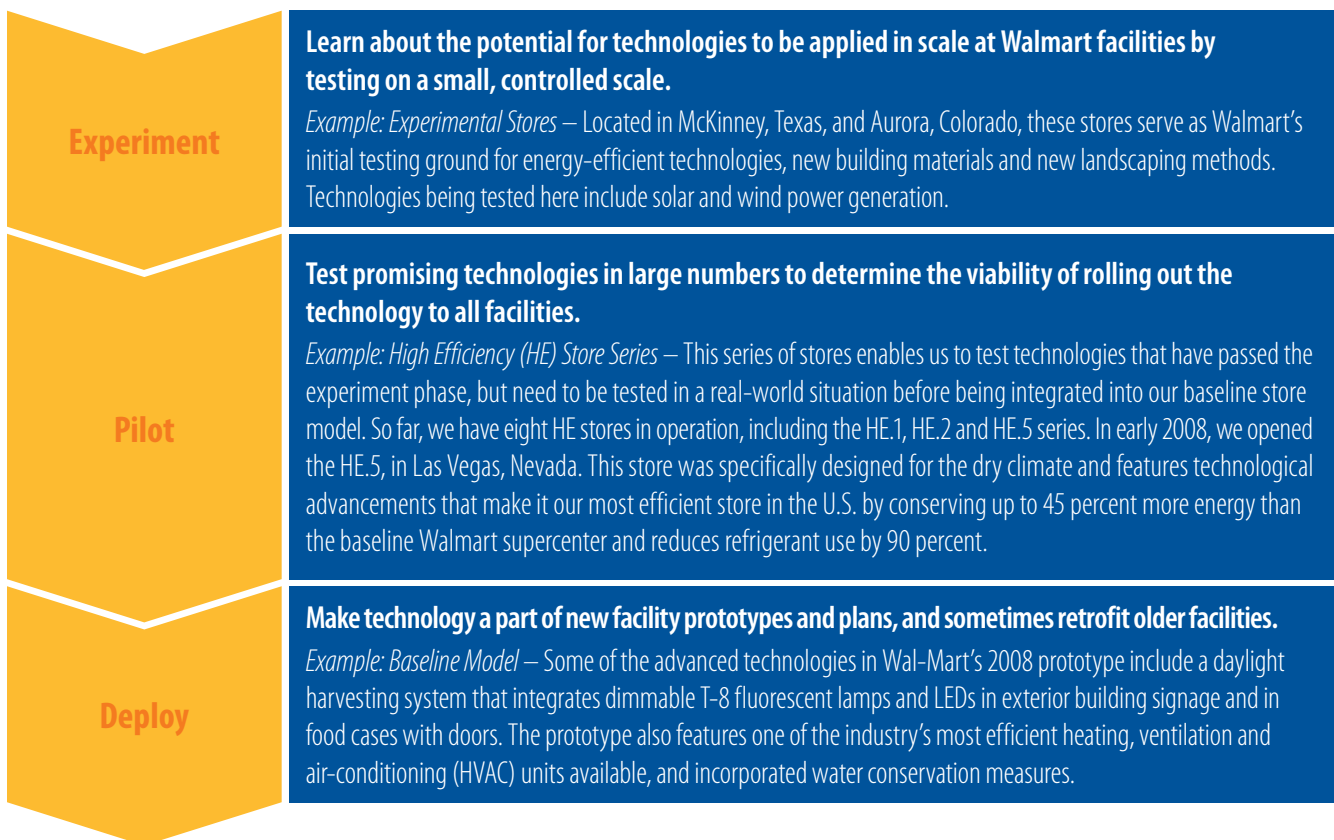 Experiment
Learn about the potential for technologies to be applied in scale at Walmart facilities by
testing on a small, controlled scale.
Example: Experimental Stores – Located in McKinney, Texas, and Aurora, Colorado, these stores serve as Walmart's
initial testing ground for energy-efficient technologies, new building materials and new landscaping methods.
Technologies being tested here include solar and wind power generation.
Pilot
Test promising technologies in large numbers to determine the viability of rolling out the
technology to all facilities.
Example: High Efficiency (HE) Store Series – This series of stores enables us to test technologies that have passed the
experiment phase, but need to be tested in a real-world situation before being integrated into our baseline store
model. So far, we have eight HE stores in operation, including the HE.1, HE.2 and HE.5 series. In early 2008, we opened
the HE.5, in Las Vegas, Nevada. This store was specifically designed for the dry climate and features technological
advancements that make it our most efficient store in the U.S. by conserving up to 45 percent more energy than
the baseline Walmart supercenter and reduces refrigerant use by 90 percent.
Deploy
Make technology a part of new facility prototypes and plans, and sometimes retrofit older facilities.
Example: Baseline Model – Some of the advanced technologies in Wal-Mart's 2008 prototype include a daylight
harvesting system that integrates dimmable T-8 fluorescent lamps and LEDs in exterior building signage and in
food cases with doors. The prototype also features one of the industry's most efficient heating, ventilation and
air-conditioning (HVAC) units available, and incorporated water conservation measures.